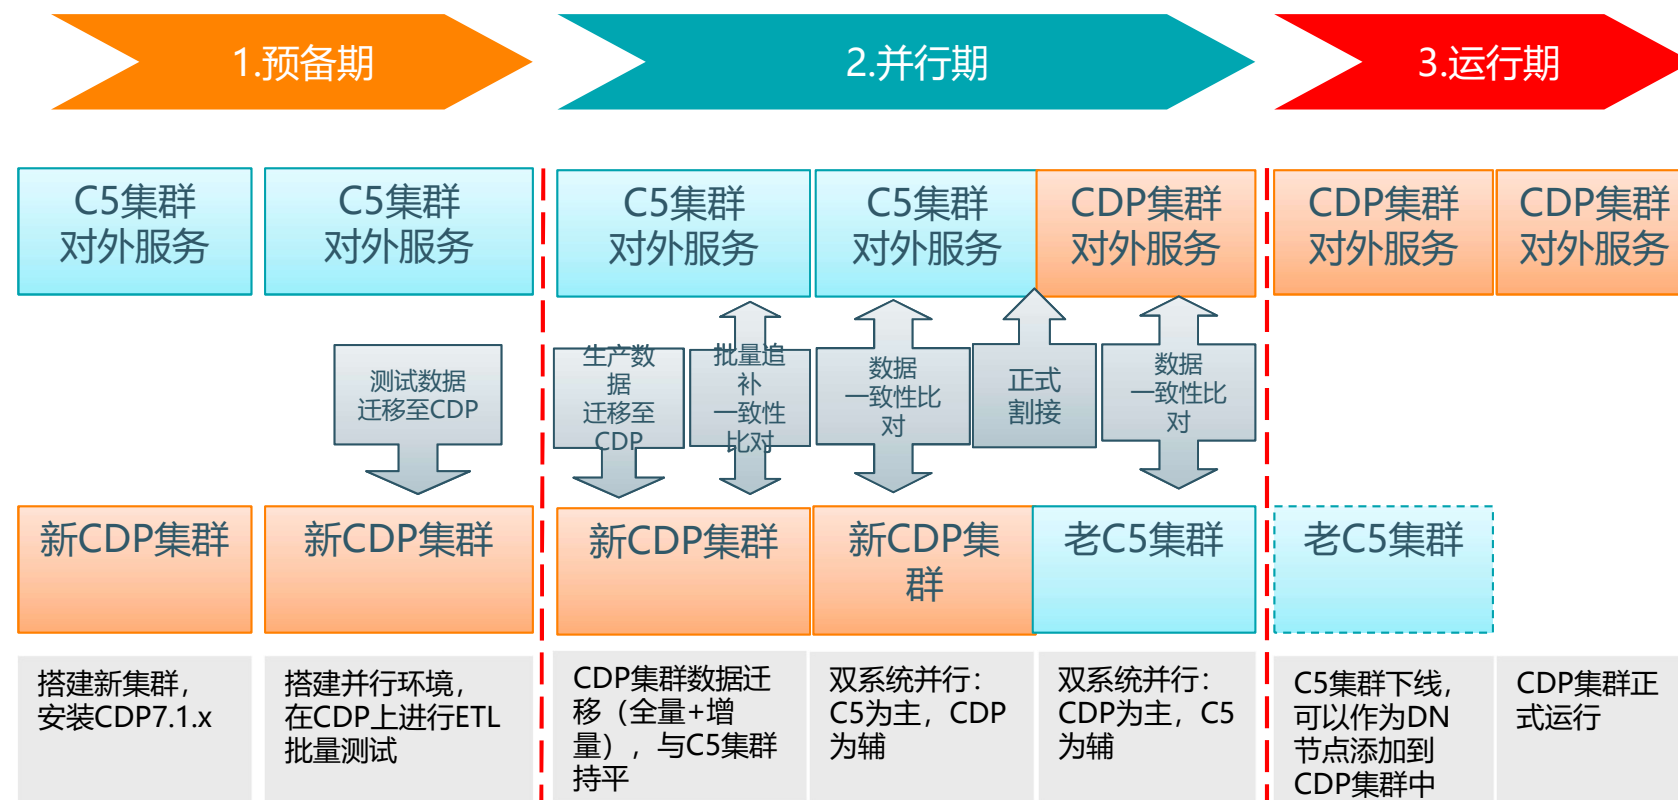 1.预备期
2.并行期
3.运行期
C5集群
对外服务
C5集群
对外服务
C5集群
对外服务
C5集群
对外服务
CDP集群
对外服务
CDP集群
对外服务
CDP集群
对外服务
测试数据
迁移至CDP
生产数
据
迁移至
CDP
批量追
补
一致性
比对
数据
一致性比
对
正式
割接
数据
一致性比
对
新CDP集群
新CDP集群
新CDP集群
新CDP集
群
老C5集群
老C5集群
搭建新集群，
安装CDP7.1.x
搭建并行环境，
在CDP上进行ETL
批量测试
CDP集群数据迁
移（全量+增
量），与C5集群
持平
双系统并行：
C5为主，CDP
为辅
双系统并行：
CDP为主，C5
为辅
C5集群下线，
可以作为DN
节点添加到
CDP集群中
CDP集群正
式运行